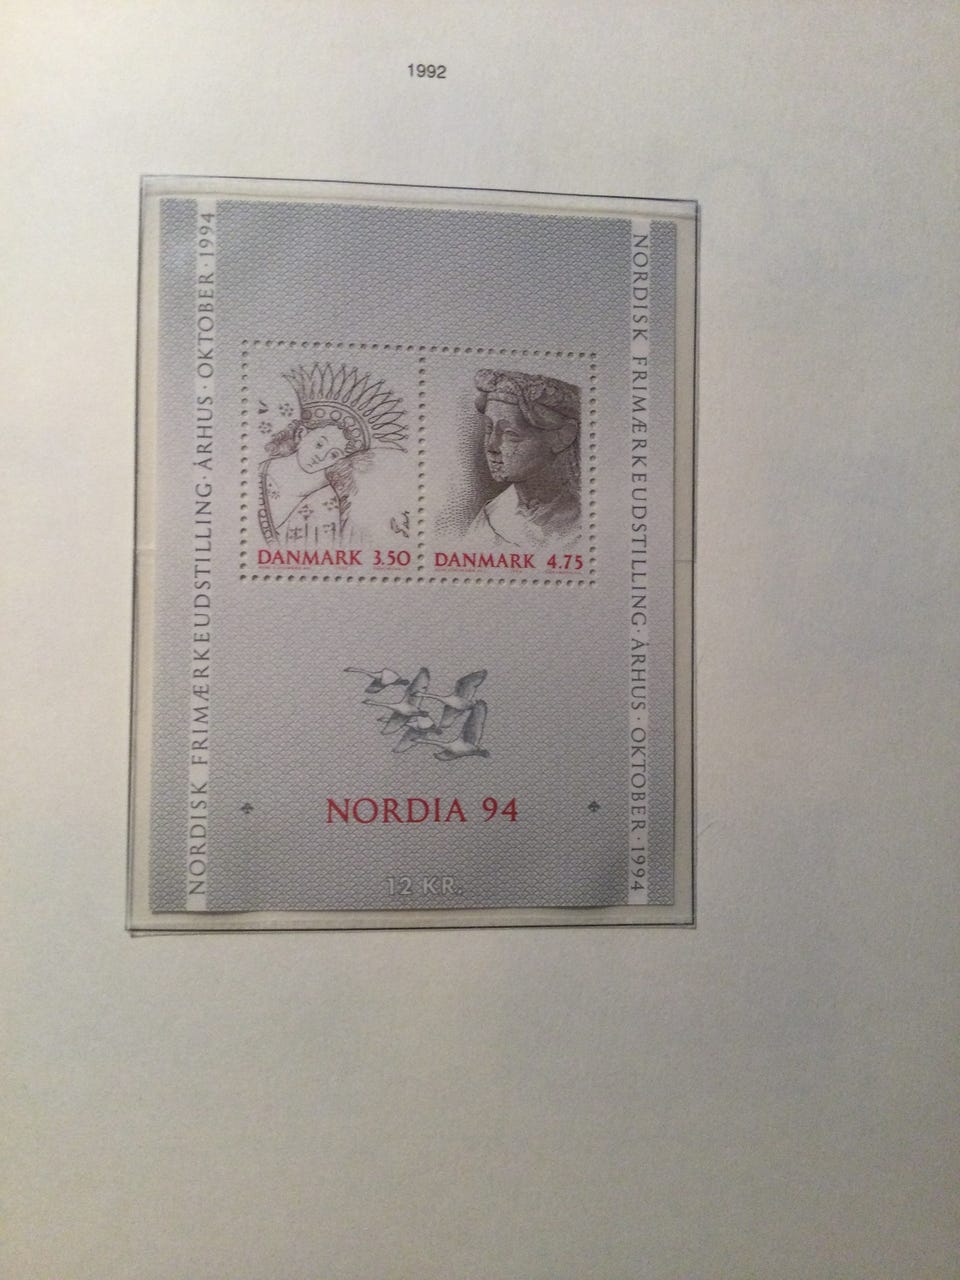 1992
NORDISK FRIMÆRKEUDSTILLING · ÅRHUS · OKTOBER · 1994
NORDISK FRIMÆRKEUDSTILLING · ÅRHUS · OKTOBER · 1994
DANMARK 3.50
DANMARK 4.75
NORDIA 94
12 KR.